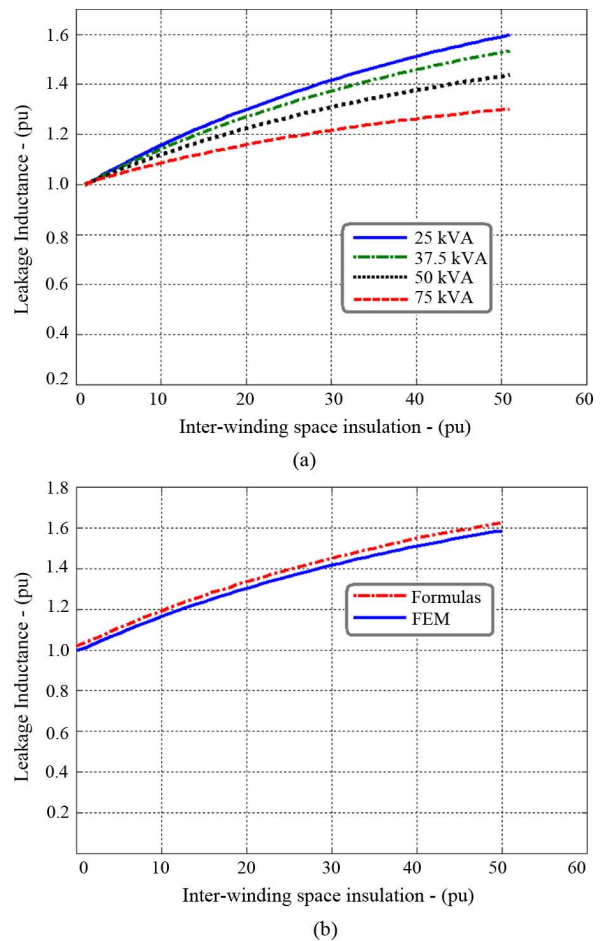 1.6
1.4
1.2
1.0
0.8
0.6
0.4
0.2
Leakage Inductance - (pu)
25 kVA
37.5 kVA
50 kVA
75 kVA
0 10 20 30 40 50 60
Inter-winding space insulation - (pu)
(a)
1.8
1.6
1.4
1.2
1.0
0.8
0.6
0.4
0.2
Leakage Inductance - (pu)
Formulas
FEM
0 10 20 30 40 50 60
Inter-winding space insulation - (pu)
(b)